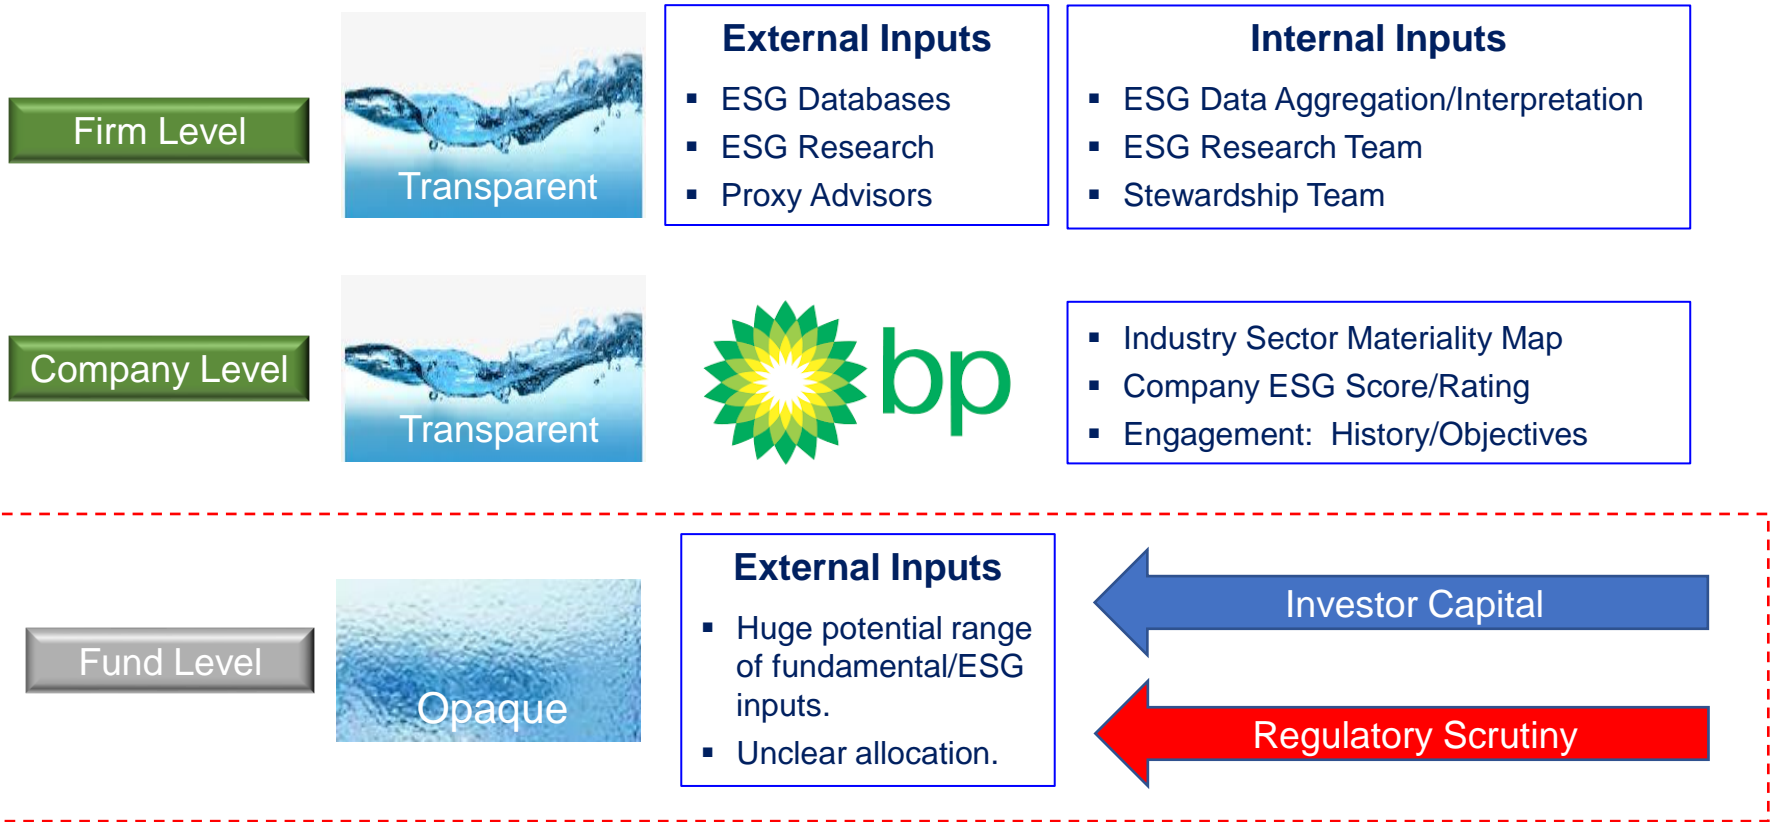 External Inputs
Internal Inputs
Firm Level
Transparent
▪ ESG Databases
▪ ESG Research
▪ Proxy Advisors
▪ ESG Data Aggregation/Interpretation
▪ ESG Research Team
▪ Stewardship Team
Company Level
Transparent
bp
▪ Industry Sector Materiality Map
▪ Company ESG Score/Rating
▪ Engagement: History/Objectives
Fund Level
Opaque
External Inputs
▪ Huge potential range
of fundamental/ESG
inputs.
▪ Unclear allocation.
Investor Capital
Regulatory Scrutiny